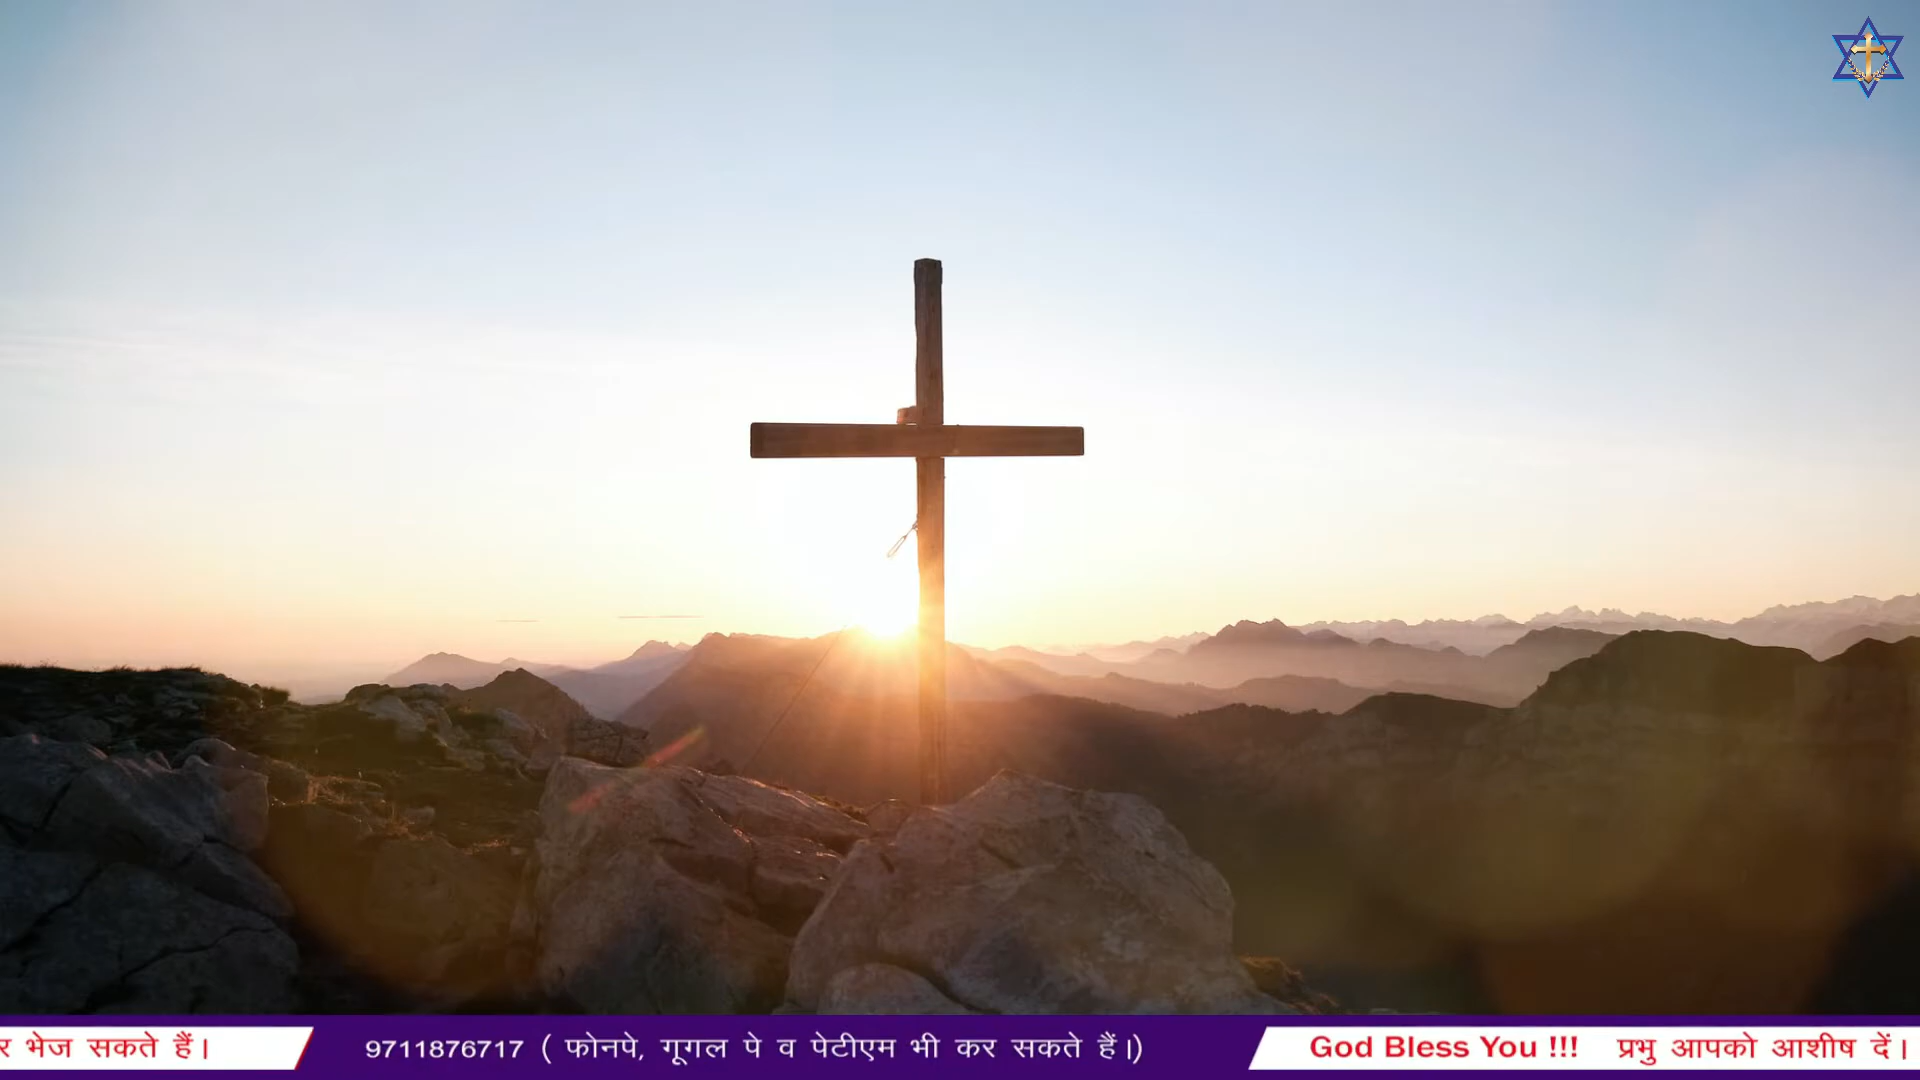 र भेज सकते हैं।
9711876717 ( फोनपे, गूगल पे व पेटीएम भी कर सकते हैं।)
God Bless You !!! प्रभु आपको आशीष दें।